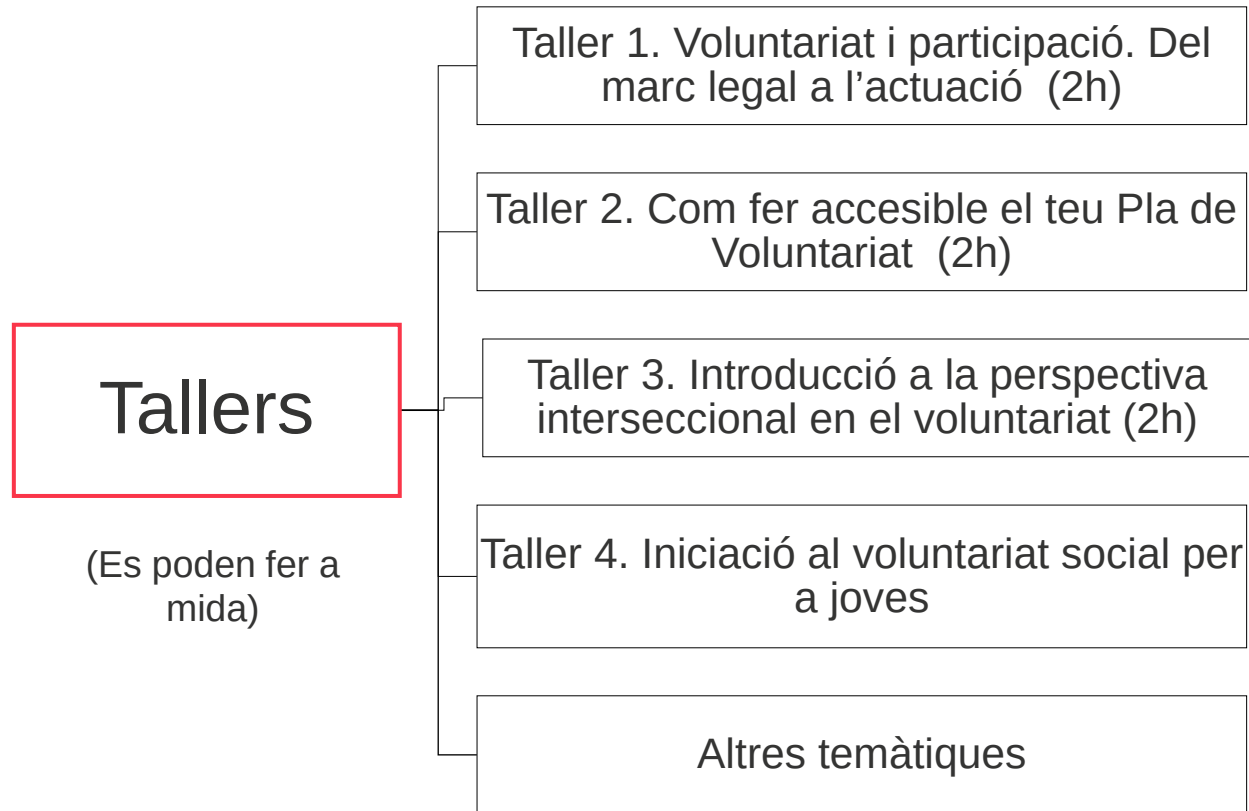 Taller 1. Voluntariat i participació. Del
marc legal a l’actuació  (2h)
Taller 2. Com fer accesible el teu Pla de
Voluntariat  (2h)
Tallers
(Es poden fer a
mida)
Taller 3. Introducció a la perspectiva
interseccional en el voluntariat (2h)
Taller 4. Iniciació al voluntariat social per
a joves
Altres temàtiques